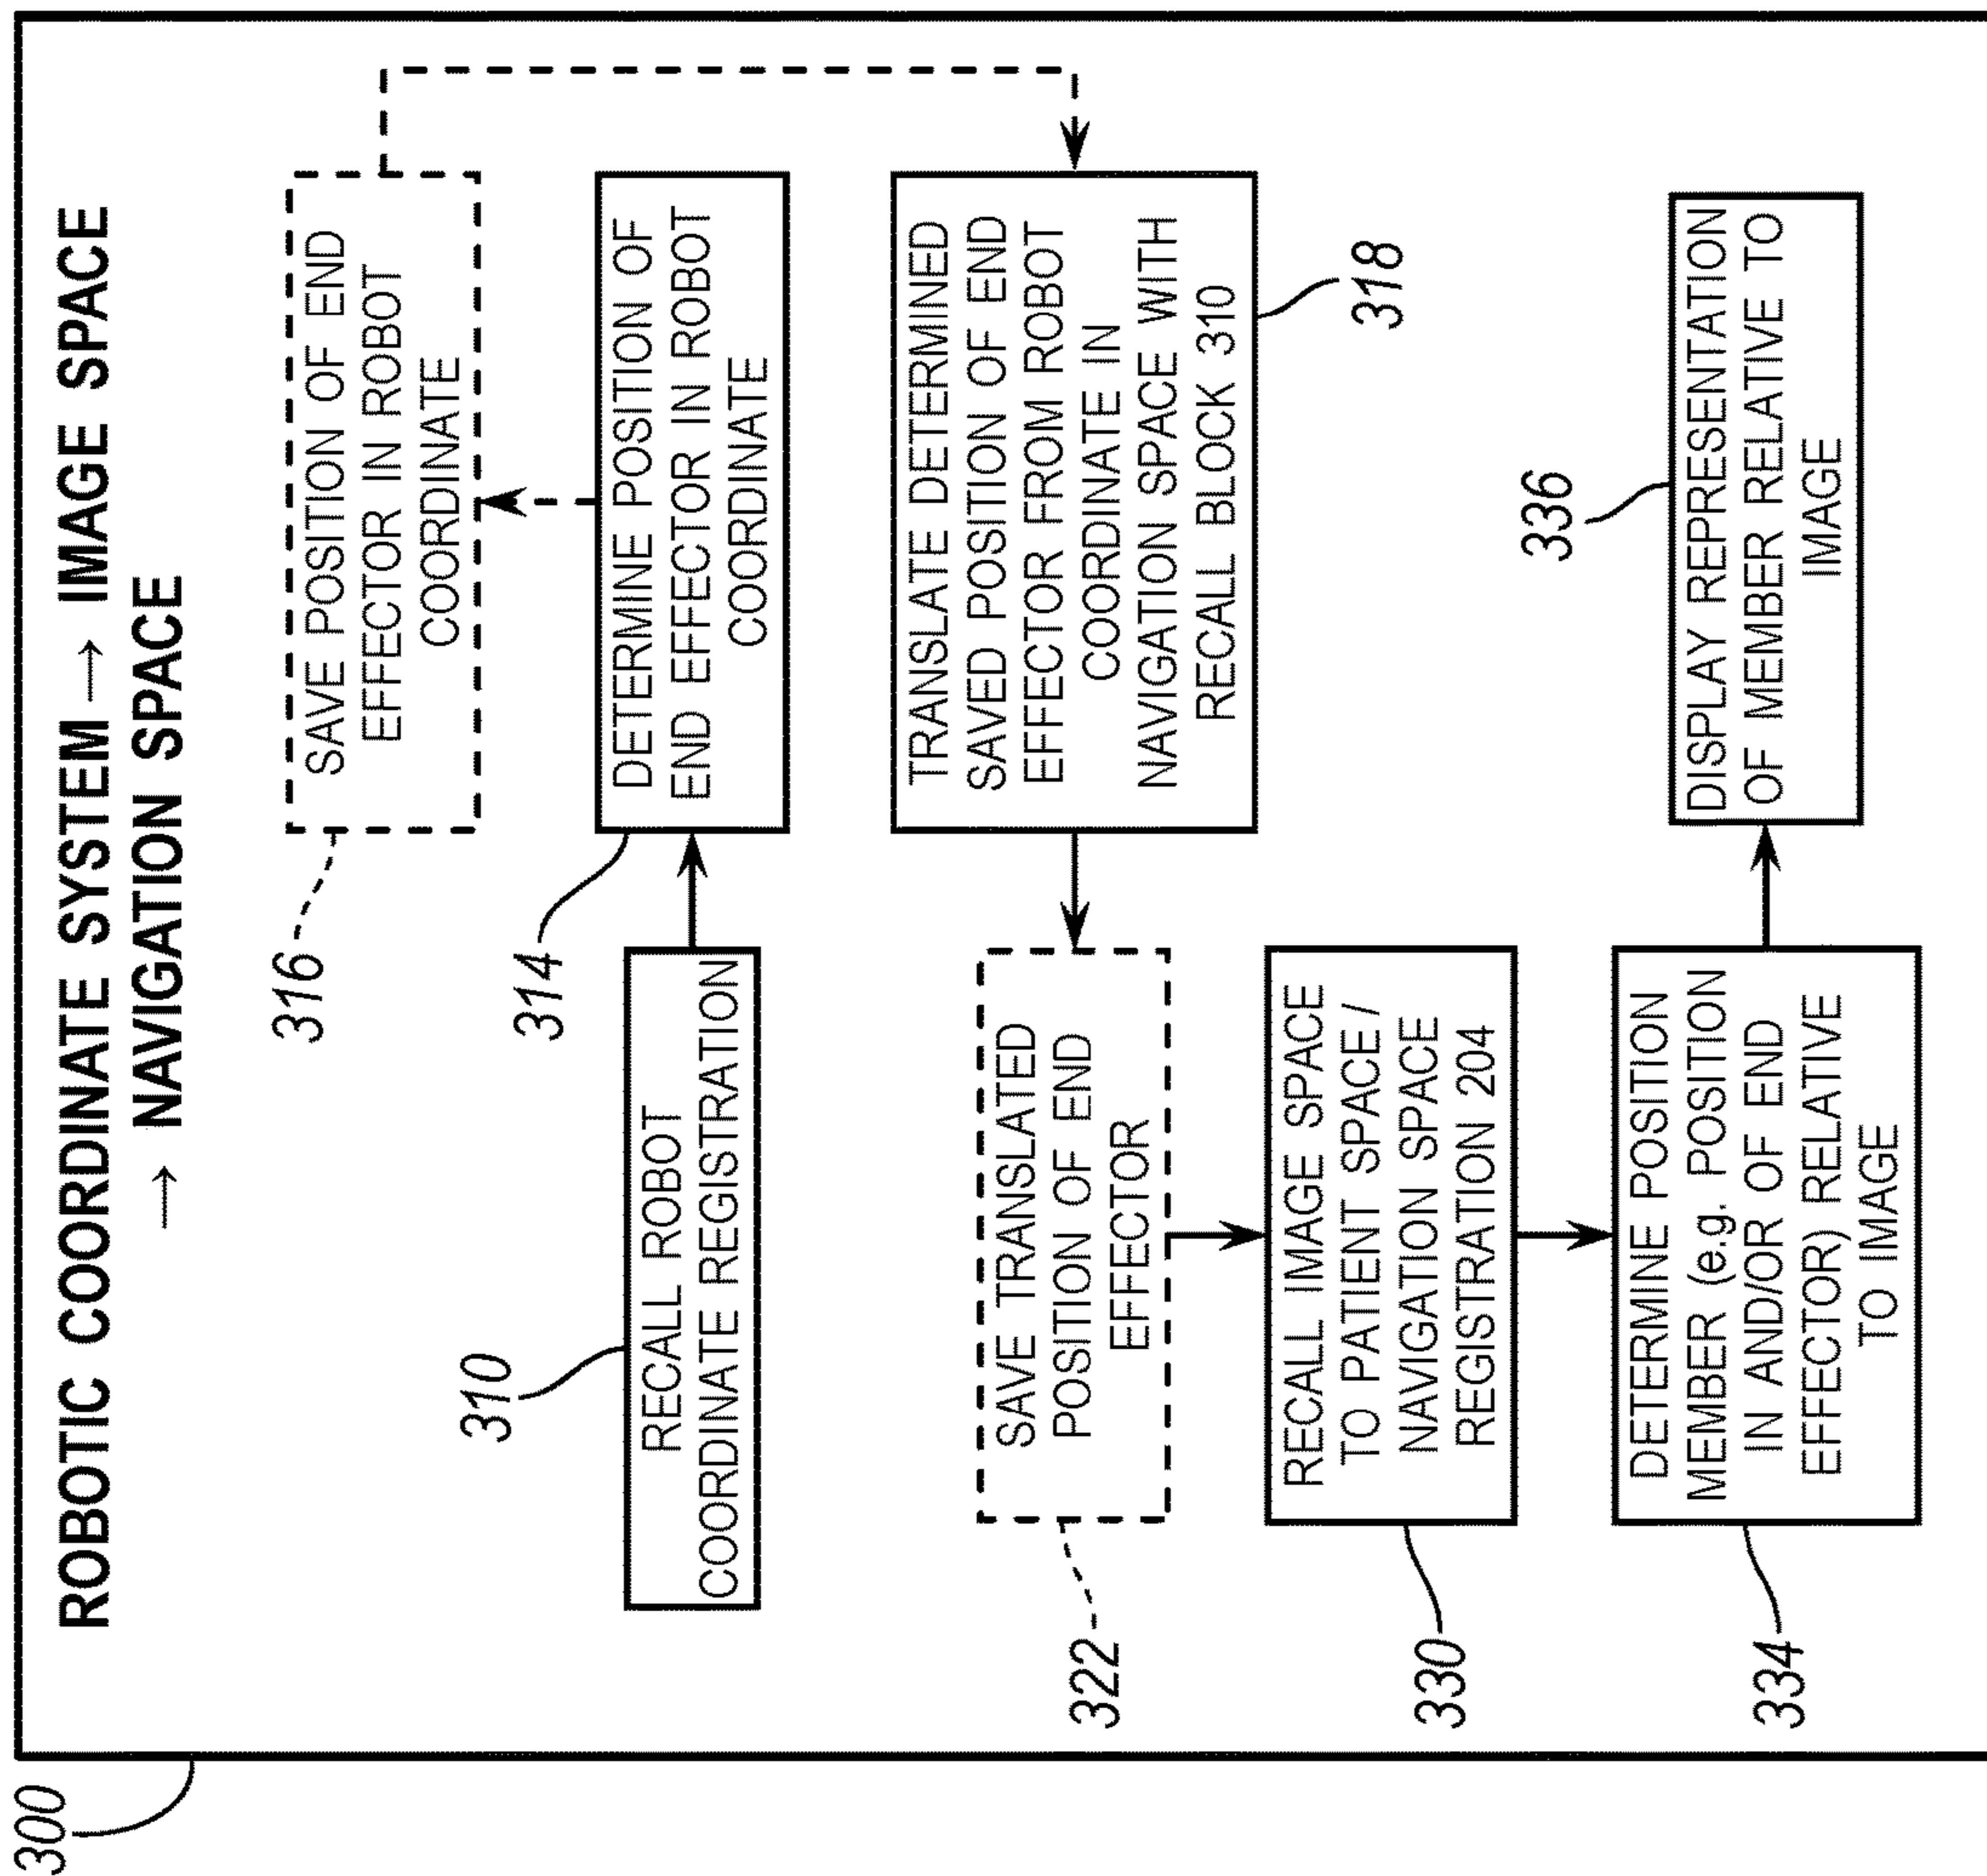 300
ROBOTIC COORDINATE SYSTEM → IMAGE SPACE
→ NAVIGATION SPACE
310
RECALL ROBOT
COORDINATE REGISTRATION
314
DETERMINE POSITION OF
END EFFECTOR IN ROBOT
COORDINATE
316
SAVE POSITION OF END
EFFECTOR IN ROBOT
COORDINATE
TRANSLATE DETERMINED
SAVED POSITION OF END
EFFECTOR FROM ROBOT
COORDINATE IN
NAVIGATION SPACE WITH
RECALL BLOCK 310
318
322
SAVE TRANSLATED
POSITION OF END
EFFECTOR
330
RECALL IMAGE SPACE
TO PATIENT SPACE /
NAVIGATION SPACE
REGISTRATION 204
334
DETERMINE POSITION
MEMBER (e.g. POSITION
IN AND/OR OF END
EFFECTOR) RELATIVE
TO IMAGE
336
DISPLAY REPRESENTATION
OF MEMBER RELATIVE TO
IMAGE